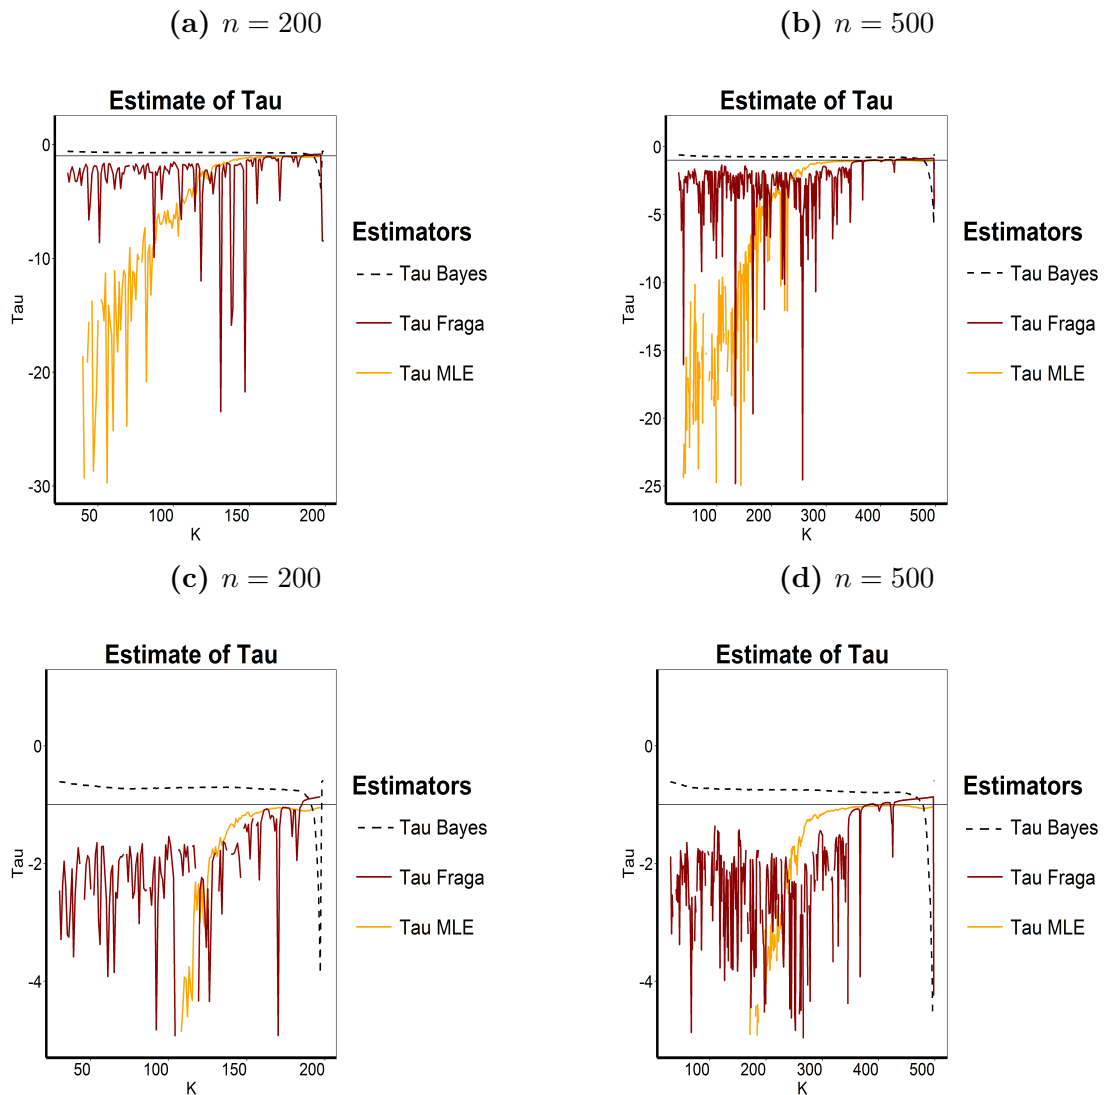 (a) n = 200
Estimate of Tau
0
-10
-20
-30
Tau
50 100 150 200
K
Estimators
Tau Bayes
Tau Fraga
Tau MLE
(b) n = 500
Estimate of Tau
0
-5
-10
-15
-20
-25
Tau
100 200 300 400 500
K
Estimators
Tau Bayes
Tau Fraga
Tau MLE
(c) n = 200
Estimate of Tau
0
-2
-4
Tau
50 100 150 200
K
Estimators
Tau Bayes
Tau Fraga
Tau MLE
(d) n = 500
Estimate of Tau
0
-2
-4
Tau
100 200 300 400 500
K
Estimators
Tau Bayes
Tau Fraga
Tau MLE